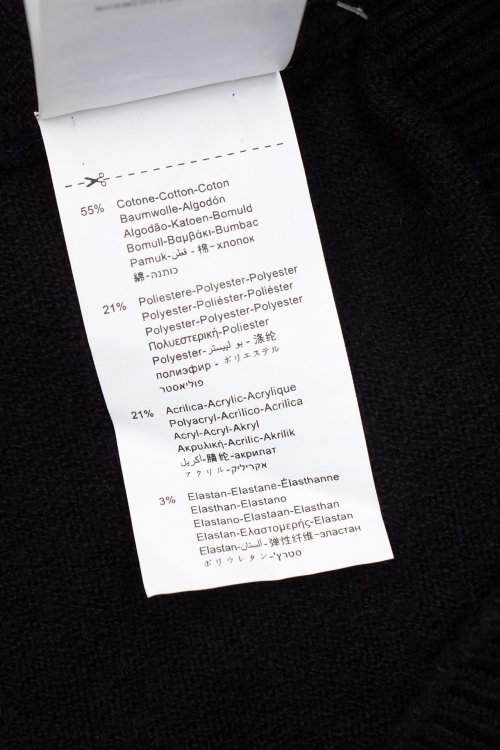 55% Cotone-Cotton-Coton
Baumwolle-Algodón
Algodão-Katoen-Bomuld
Bomull-Βαμβάκι-Bumbac
Pamuk-قطن - 棉-хлопок
綿-כותנה
21% Poliestere-Polyester-Polyester
Polyester-Poliéster-Poliéster
Polyester-Polyester-Polyester
Πολυεστερική-Poliester
Polyester-بو لييستر - 涤纶
полиэфир - ポリエステル
פוליאסטר
21% Acrilica-Acrylic-Acrylique
Polyacryl-Acrílico-Acrílica
Acryl-Acryl-Akryl
Ακρυλική-Acrilic-Akrilik
اكريل-腈纶-акрилат
アクリル-אקריליק
3% Elastan-Elastane-Élasthanne
Elasthan-Elastano
Elastano-Elastaan-Elasthan
Elastan-Ελαστομερής-Elastan
Elastan-ألستان-弹性纤维-эластан
ポリウレタン-סטרץ'